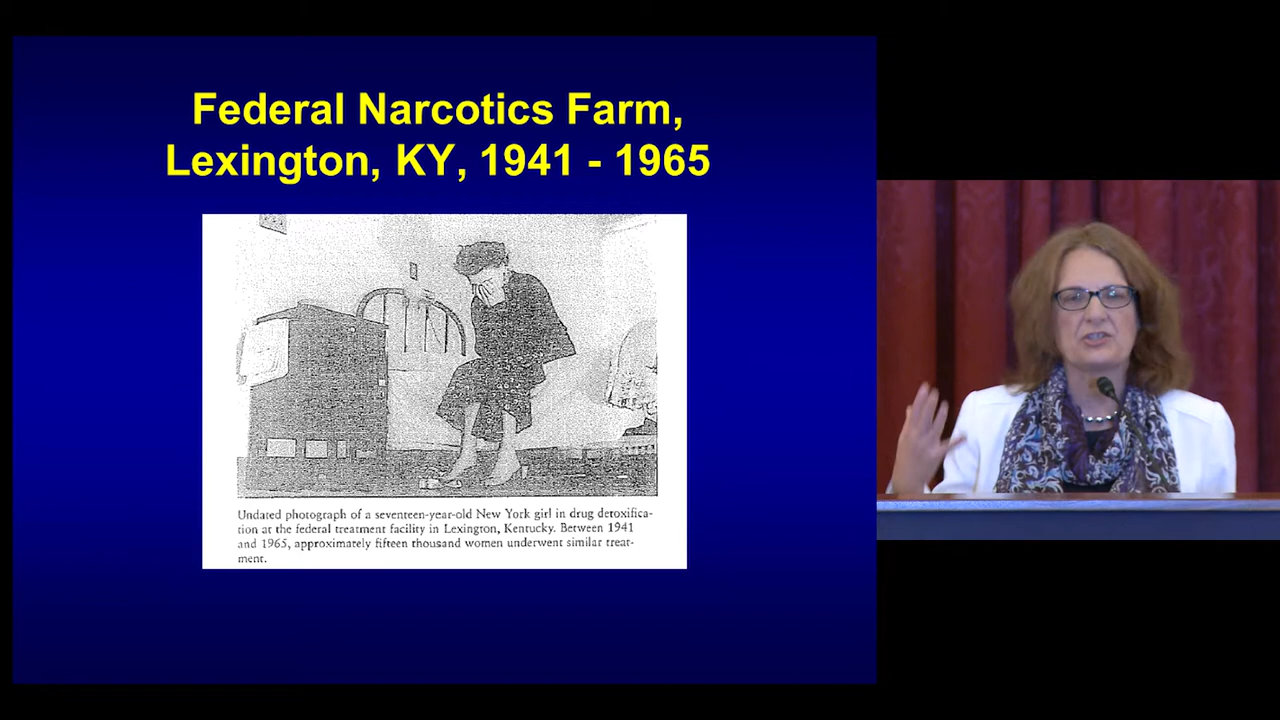 Federal Narcotics Farm,
Lexington, KY, 1941 - 1965
Undated photograph of a seventeen-year-old New York girl in drug detoxifica-
tion at the federal treatment facility in Lexington, Kentucky. Between 1941
and 1965, approximately fifteen thousand women underwent similar treat-
ment.